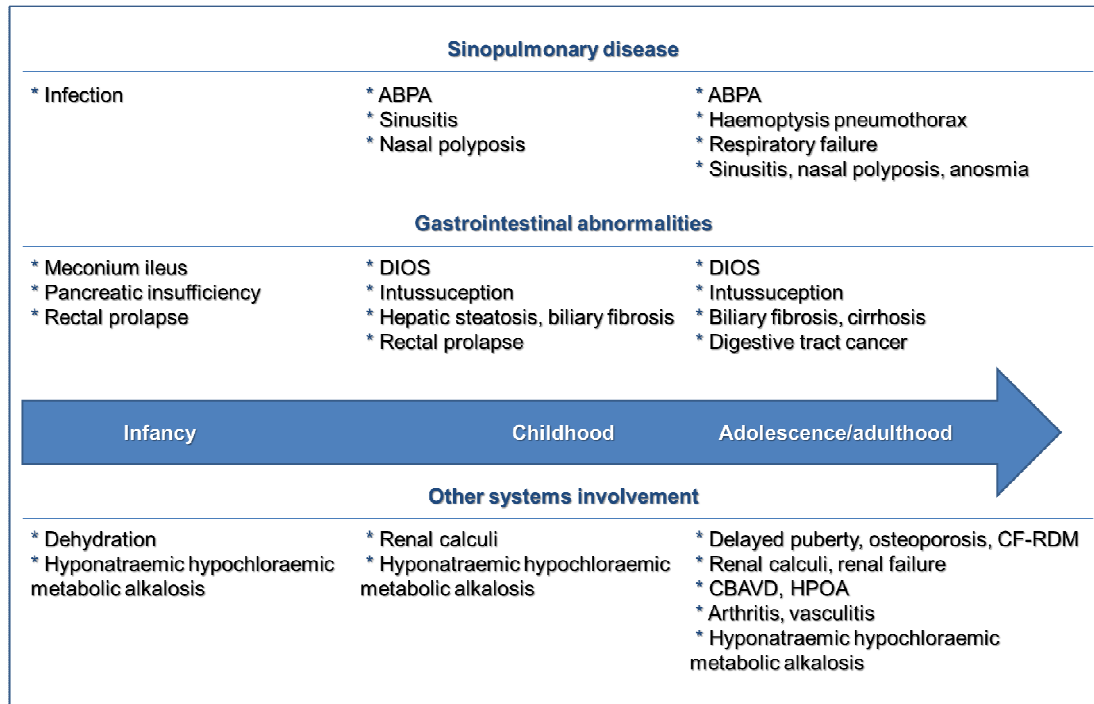 Sinopulmonary disease
* Infection
* ABPA
* Sinusitis
* Nasal polyposis
* ABPA
* Haemoptysis pneumothorax
* Respiratory failure
* Sinusitis, nasal polyposis, anosmia
Gastrointestinal abnormalities
* Meconium ileus
* Pancreatic insufficiency
* Rectal prolapse
* DIOS
* Intussuception
* Hepatic steatosis, biliary fibrosis
* Rectal prolapse
* DIOS
* Intussuception
* Biliary fibrosis, cirrhosis
* Digestive tract cancer
Infancy
Childhood
Adolescence/adulthood
Other systems involvement
* Dehydration
* Hyponatraemic hypochloraemic
metabolic alkalosis
* Renal calculi
* Hyponatraemic hypochloraemic
metabolic alkalosis
* Delayed puberty, osteoporosis, CF-RDM
* Renal calculi, renal failure
* CBAVD, HPOA
* Arthritis, vasculitis
* Hyponatraemic hypochloraemic
metabolic alkalosis